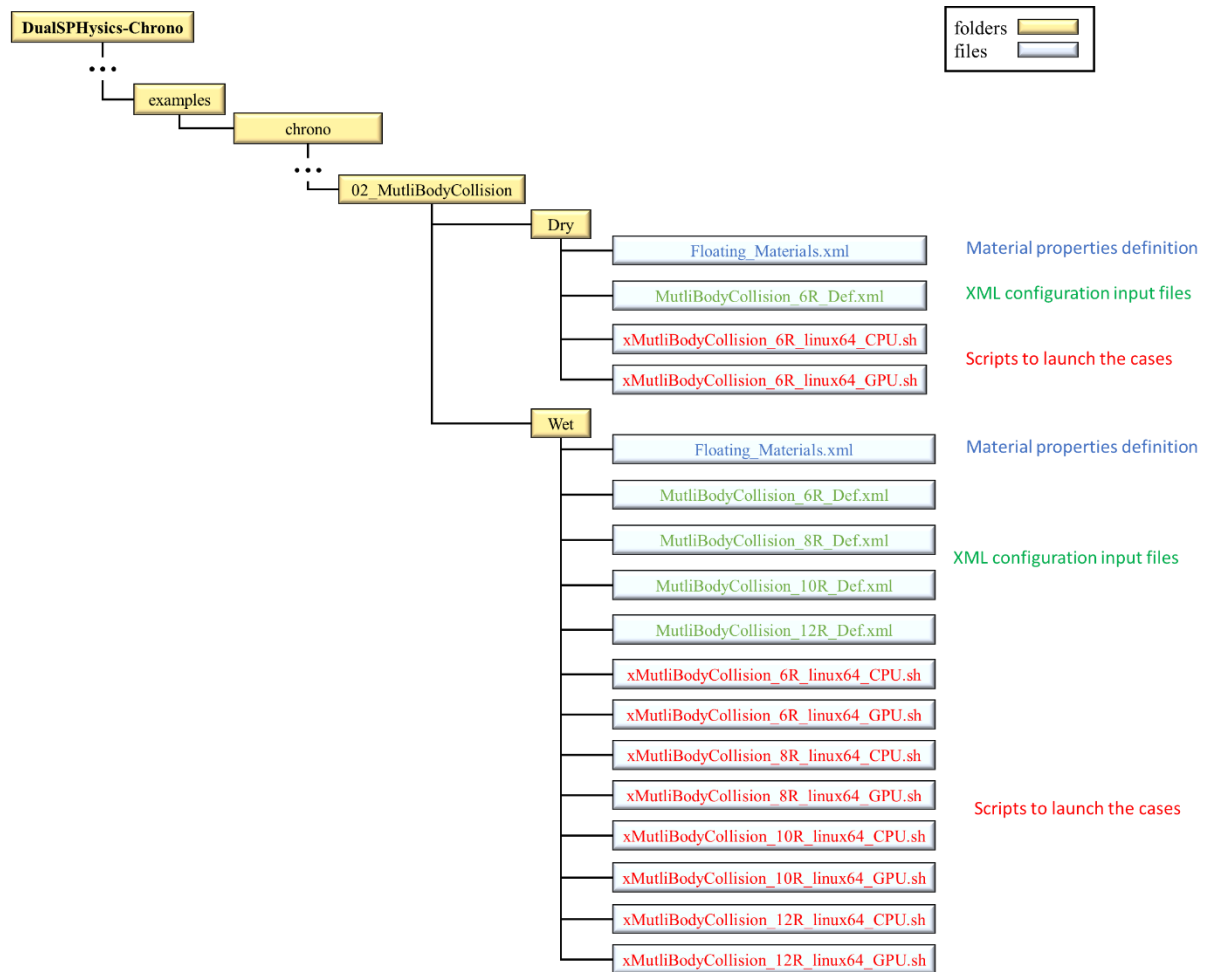 DualSPHysics-Chrono
folders
files
...
examples
chrono
...
02_MutliBodyCollision
Dry
Floating_Materials.xml
Material properties definition
MutliBodyCollision_6R_Def.xml
XML configuration input files
xMutliBodyCollision_6R_linux64_CPU.sh
Scripts to launch the cases
xMutliBodyCollision_6R_linux64_GPU.sh
Wet
Floating_Materials.xml
Material properties definition
MutliBodyCollision_6R_Def.xml
MutliBodyCollision_8R_Def.xml
XML configuration input files
MutliBodyCollision_10R_Def.xml
MutliBodyCollision_12R_Def.xml
xMutliBodyCollision_6R_linux64_CPU.sh
xMutliBodyCollision_6R_linux64_GPU.sh
xMutliBodyCollision_8R_linux64_CPU.sh
xMutliBodyCollision_8R_linux64_GPU.sh
Scripts to launch the cases
xMutliBodyCollision_10R_linux64_CPU.sh
xMutliBodyCollision_10R_linux64_GPU.sh
xMutliBodyCollision_12R_linux64_CPU.sh
xMutliBodyCollision_12R_linux64_GPU.sh